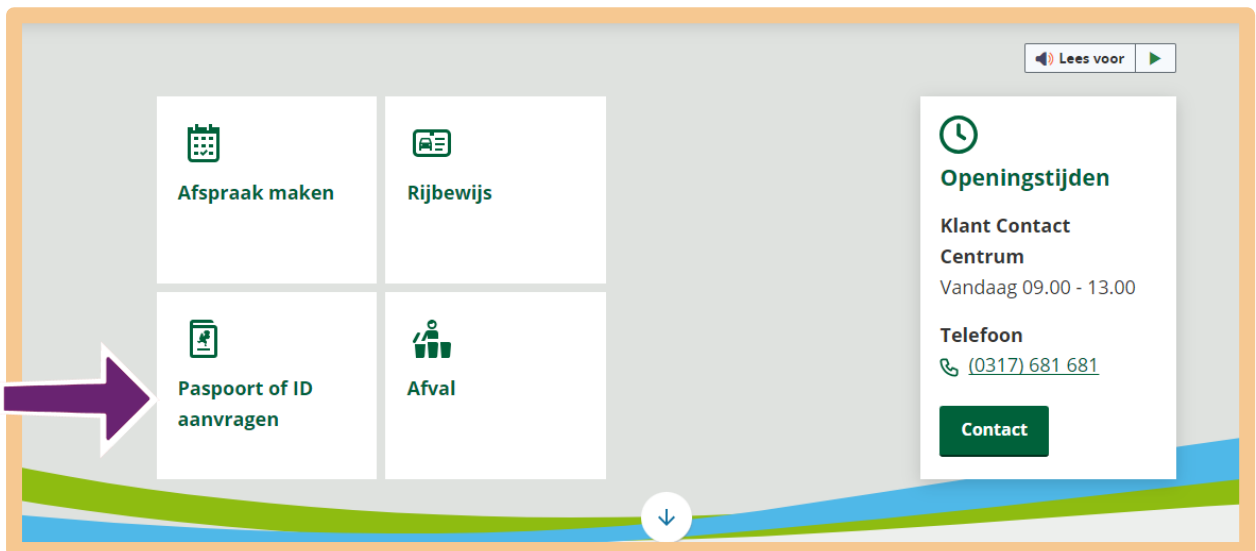 Lees voor
Afspraak maken
Rijbewijs
Paspoort of ID
aanvragen
Afval
Openingstijden
Klant Contact
Centrum
Vandaag 09.00 - 13.00
Telefoon
(0317) 681 681
Contact